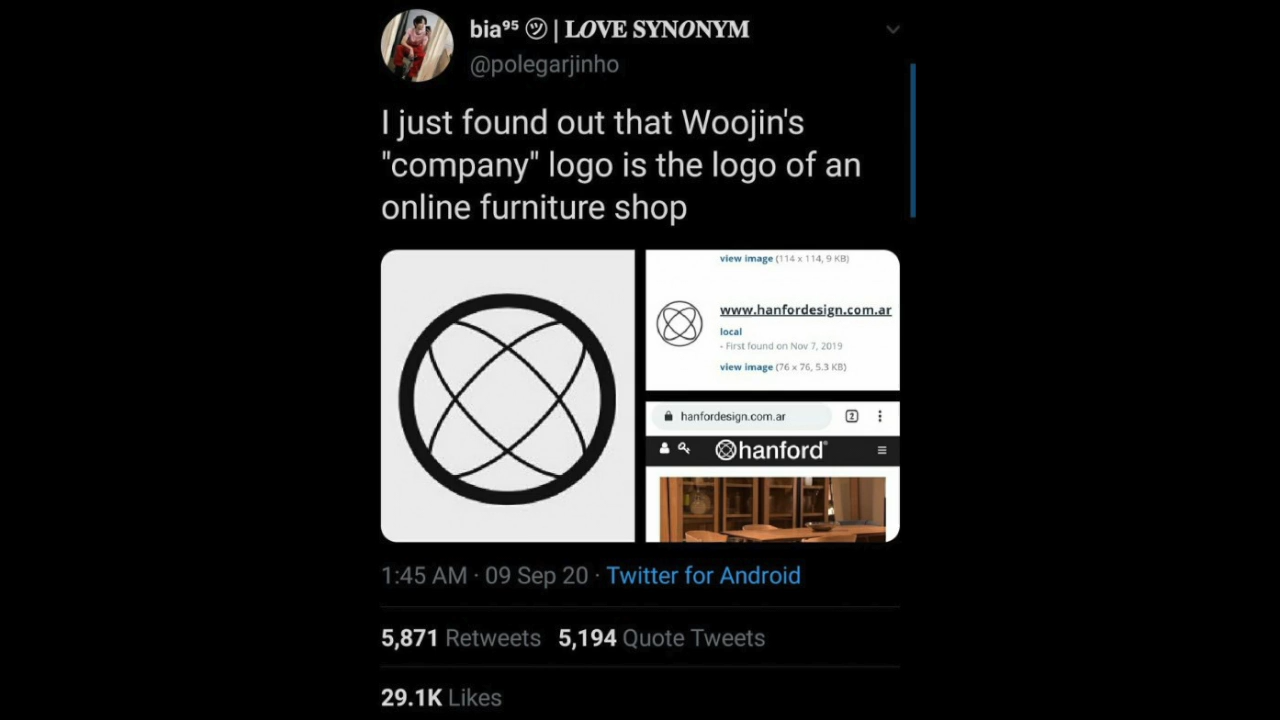 bia⁹⁵ ㋡ | LOVE SYNONYM
@polegarjinho
I just found out that Woojin's
"company" logo is the logo of an
online furniture shop
view image (114 x 114, 9 KB)
www.hanfordesign.com.ar
local
- First found on Nov 7, 2019
view image (76 x 76, 5.3 KB)
hanfordesign.com.ar
2
hanford®
1:45 AM · 09 Sep 20 · Twitter for Android
5,871 Retweets 5,194 Quote Tweets
29.1K Likes